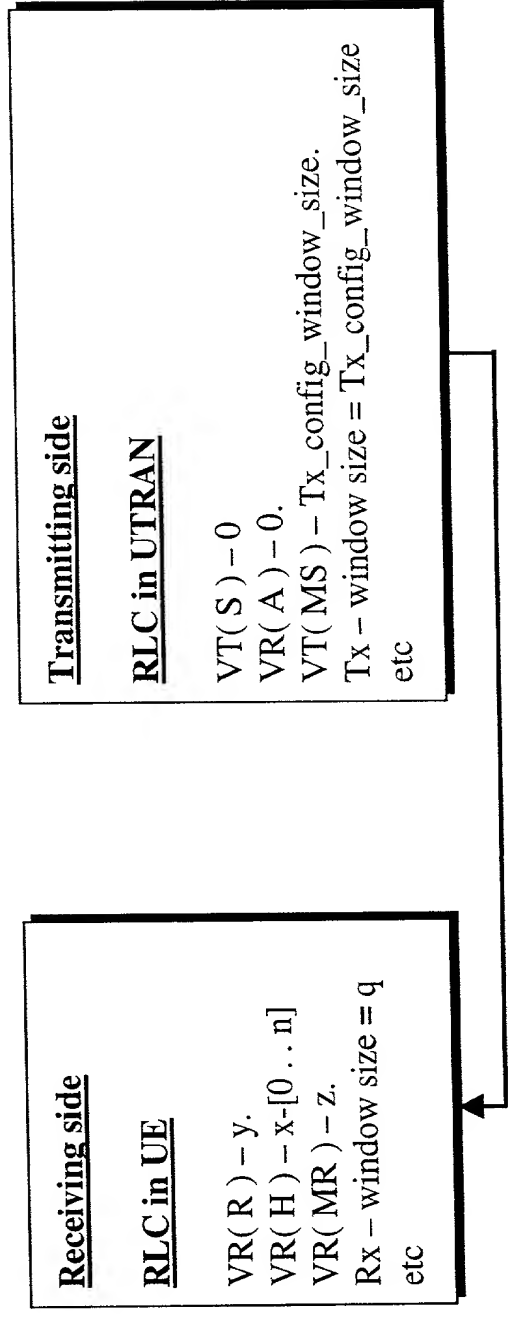 Receiving side
RLC in UE
VR( R ) – y.
VR( H ) – x-[0 . . n]
VR( MR ) – z.
Rx – window size = q
etc
Transmitting side
RLC in UTRAN
VT( S ) – 0
VR( A ) – 0.
VT( MS ) – Tx_config_window_size.
Tx – window size = Tx_config_window_size
etc